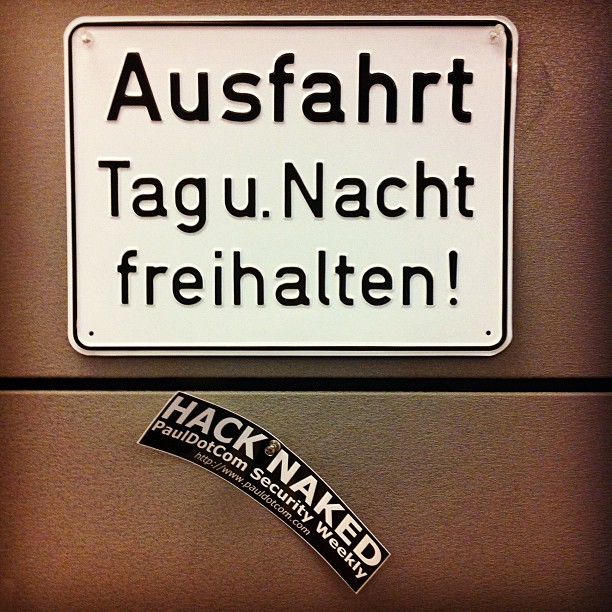 Ausfahrt
Tag u. Nacht
freihalten!
HACK NAKED
PaulDotCom Security Weekly
http://www.pauldotcom.com